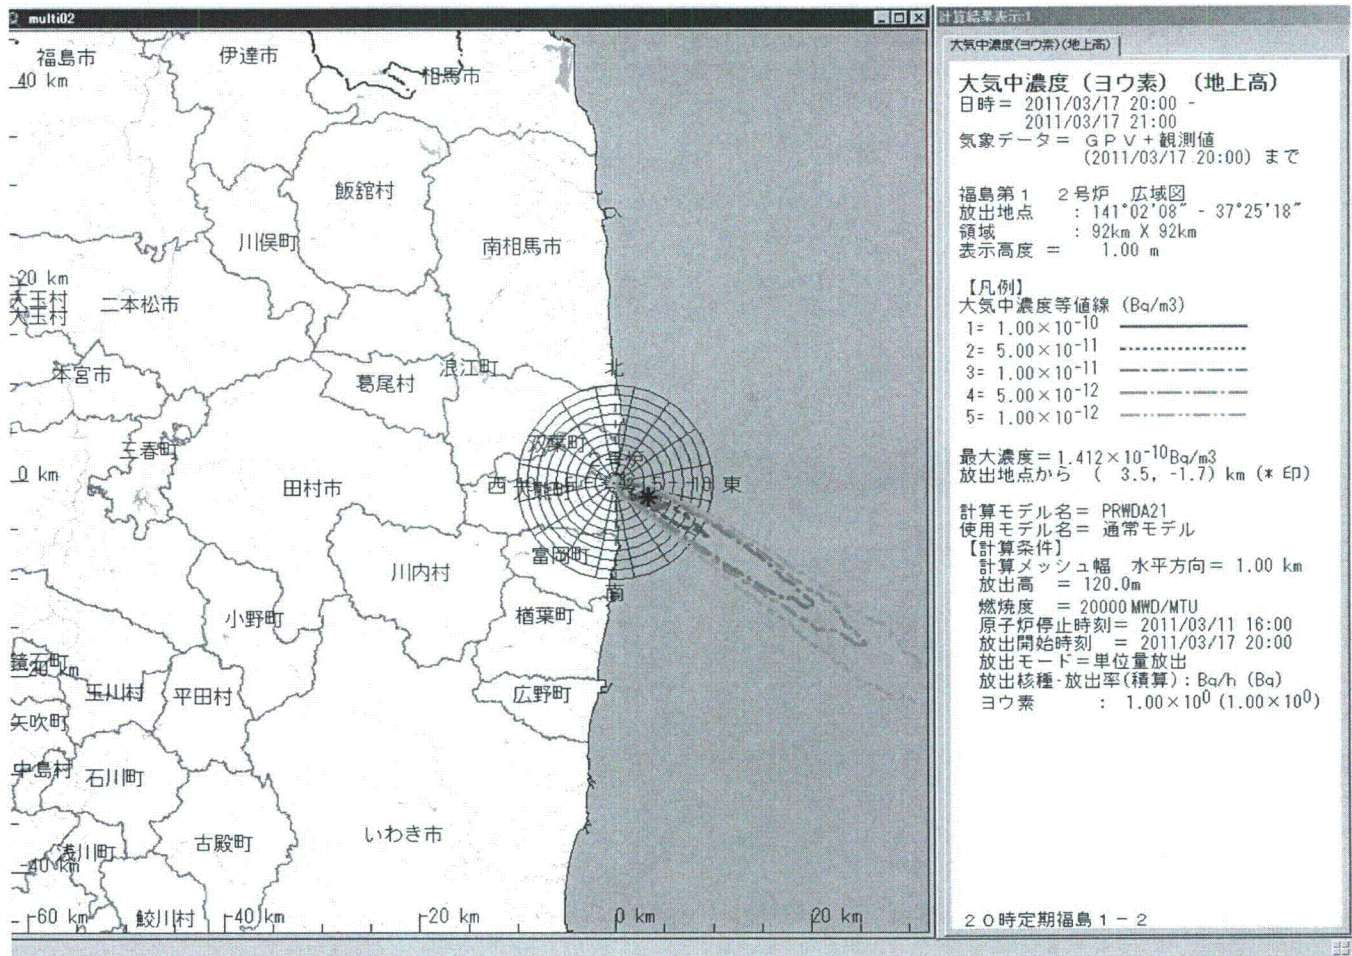 multi02
福島市
伊達市
相馬市
40 km
飯舘村
川俣町
南相馬市
20 km
大玉村
大玉村
二本松市
本宮市
葛尾村
浪江町
北
三春町
双葉町
0 km
田村市
西
東
富岡町
川内村
南
小野町
楢葉町
鏡石町
-20 km
玉川村
平田村
広野町
矢吹町
中島村
石川町
浅川町
古殿町
いわき市
-40 km
鮫川村
-60 km
-40 km
-20 km
0 km
20 km
計算結果表示:1
大気中濃度(ヨウ素)(地上高)
大気中濃度(ヨウ素) (地上高)
日時= 2011/03/17 20:00 -
2011/03/17 21:00
気象データ= GPV+観測値
(2011/03/17 20:00) まで
福島第1 2号炉 広域図
放出地点 : 141°02'08" - 37°25'18"
領域 : 92km X 92km
表示高度 = 1.00 m
【凡例】
大気中濃度等値線 (Bq/m3)
1= 1.00×10-10
2= 5.00×10-11
3= 1.00×10-11
4= 5.00×10-12
5= 1.00×10-12
最大濃度=1.412×10-10Bq/m3
放出地点から ( 3.5, -1.7) km (* 印)
計算モデル名= PRWDA21
使用モデル名= 通常モデル
【計算条件】
計算メッシュ幅 水平方向= 1.00 km
放出高 = 120.0m
燃焼度 = 20000MWD/MTU
原子炉停止時刻= 2011/03/11 16:00
放出開始時刻 = 2011/03/17 20:00
放出モード=単位量放出
放出核種・放出率(積算):Bq/h (Bq)
ヨウ素 : 1.00×100 (1.00×100)
20時定期福島1-2